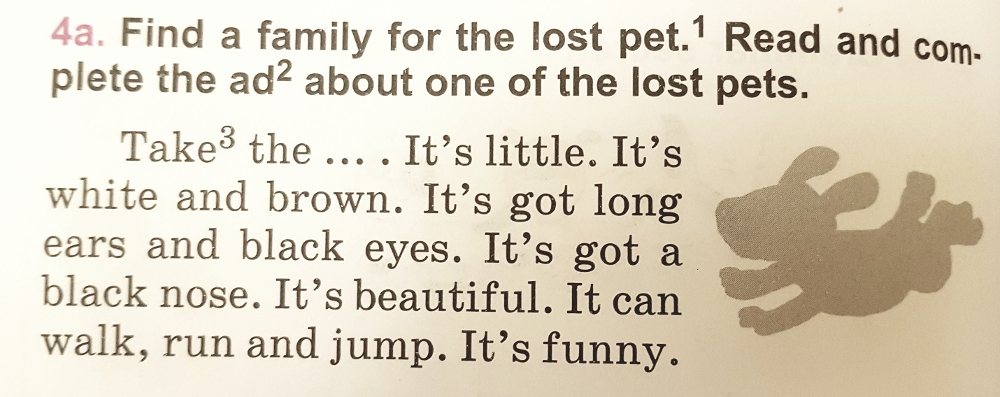 4a. Find a family for the lost pet.¹ Read and com-
plete the ad² about one of the lost pets.
Take³ the ... . It's little. It's
white and brown. It's got long
ears and black eyes. It's got a
black nose. It's beautiful. It can
walk, run and jump. It's funny.